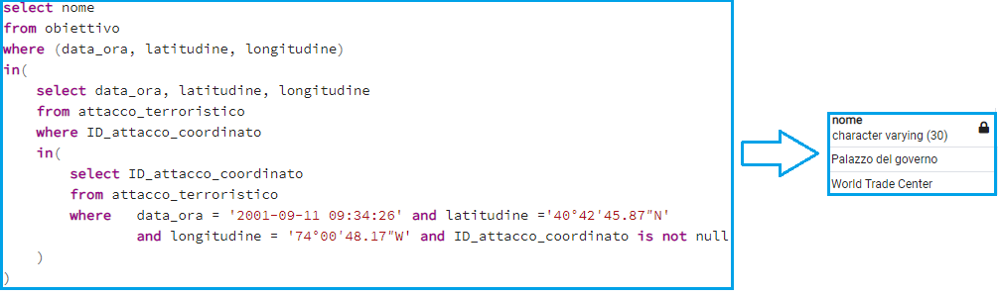 select nome
from obiettivo
where (data_ora, latitudine, longitudine)
in(
select data_ora, latitudine, longitudine
from attacco_terroristico
where ID_attacco_coordinato
in(
select ID_attacco_coordinato
from attacco_terroristico
where data_ora = '2001-09-11 09:34:26' and latitudine ='40°42'45.87"N'
and longitudine = '74°00'48.17"W' and ID_attacco_coordinato is not null
)
)
nome
character varying (30)
Palazzo del governo
World Trade Center